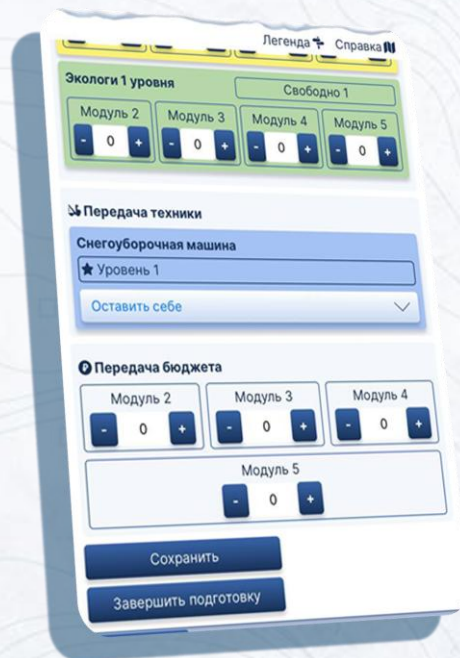 Легенда Справка
Экологи 1 уровня
Свободно 1
Модуль 2 Модуль 3 Модуль 4 Модуль 5
- 0 + - 0 + - 0 + - 0 +
Передача техники
Снегоуборочная машина
Уровень 1
Оставить себе
Передача бюджета
Модуль 2 Модуль 3 Модуль 4
- 0 + - 0 + - 0 +
Модуль 5
- 0 +
Сохранить
Завершить подготовку